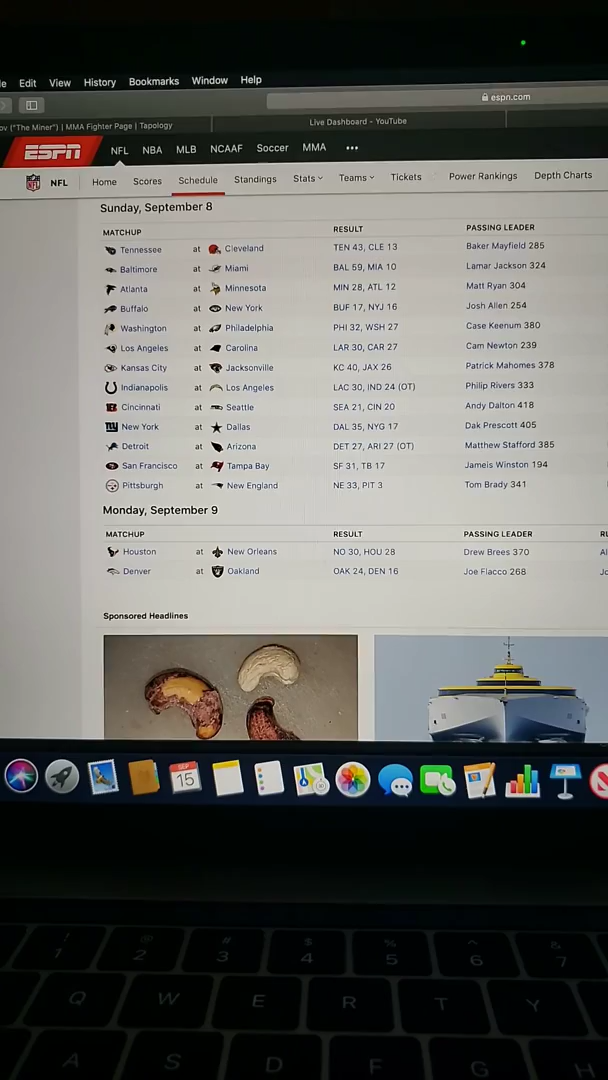 Edit View History Bookmarks Window Help
espn.com
ov ("The Miner") | MMA Fighter Page | Tapology Live Dashboard – YouTube
ESPN NFL NBA MLB NCAAF Soccer MMA •••
NFL Home Scores Schedule Standings Stats Teams Tickets Power Rankings Depth Charts
Sunday, September 8
MATCHUP RESULT PASSING LEADER
Tennessee at Cleveland TEN 43, CLE 13 Baker Mayfield 285
Baltimore at Miami BAL 59, MIA 10 Lamar Jackson 324
Atlanta at Minnesota MIN 28, ATL 12 Matt Ryan 304
Buffalo at New York BUF 17, NYJ 16 Josh Allen 254
Washington at Philadelphia PHI 32, WSH 27 Case Keenum 380
Los Angeles at Carolina LAR 30, CAR 27 Cam Newton 239
Kansas City at Jacksonville KC 40, JAX 26 Patrick Mahomes 378
Indianapolis at Los Angeles LAC 30, IND 24 (OT) Philip Rivers 333
Cincinnati at Seattle SEA 21, CIN 20 Andy Dalton 418
New York at Dallas DAL 35, NYG 17 Dak Prescott 405
Detroit at Arizona DET 27, ARI 27 (OT) Matthew Stafford 385
San Francisco at Tampa Bay SF 31, TB 17 Jameis Winston 194
Pittsburgh at New England NE 33, PIT 3 Tom Brady 341
Monday, September 9
MATCHUP RESULT PASSING LEADER
Houston at New Orleans NO 30, HOU 28 Drew Brees 370
Denver at Oakland OAK 24, DEN 16 Joe Flacco 268
Sponsored Headlines
SEP
15
! @ # $ % ^ &
1 2 3 4 5 6 7
Q W E R T Y
A S D F G H